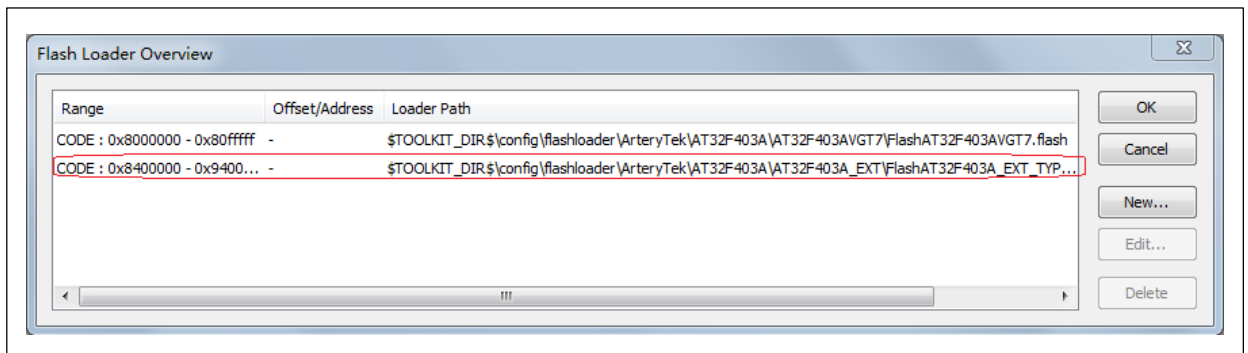 Flash Loader Overview
Range Offset/Address Loader Path
CODE : 0x8000000 - 0x80fffff - $TOOLKIT_DIR$\config\flashloader\ArteryTek\AT32F403A\AT32F403AVGT7\FlashAT32F403AVGT7.flash
CODE : 0x8400000 - 0x9400... - $TOOLKIT_DIR$\config\flashloader\ArteryTek\AT32F403A\AT32F403A_EXT\FlashAT32F403A_EXT_TYP...
OK
Cancel
New...
Edit...
Delete